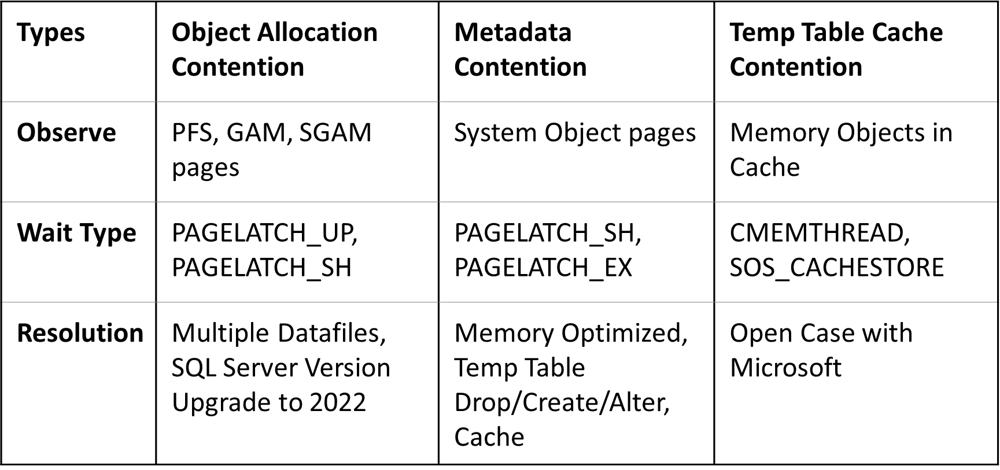 Types
Object Allocation
Contention
Metadata
Contention
Temp Table Cache
Contention
Observe
PFS, GAM, SGAM
pages
System Object pages
Memory Objects in
Cache
Wait Type
PAGELATCH_UP,
PAGELATCH_SH
PAGELATCH_SH,
PAGELATCH_EX
CMEMTHREAD,
SOS_CACHESTORE
Resolution
Multiple Datafiles,
SQL Server Version
Upgrade to 2022
Memory Optimized,
Temp Table
Drop/Create/Alter,
Cache
Open Case with
Microsoft